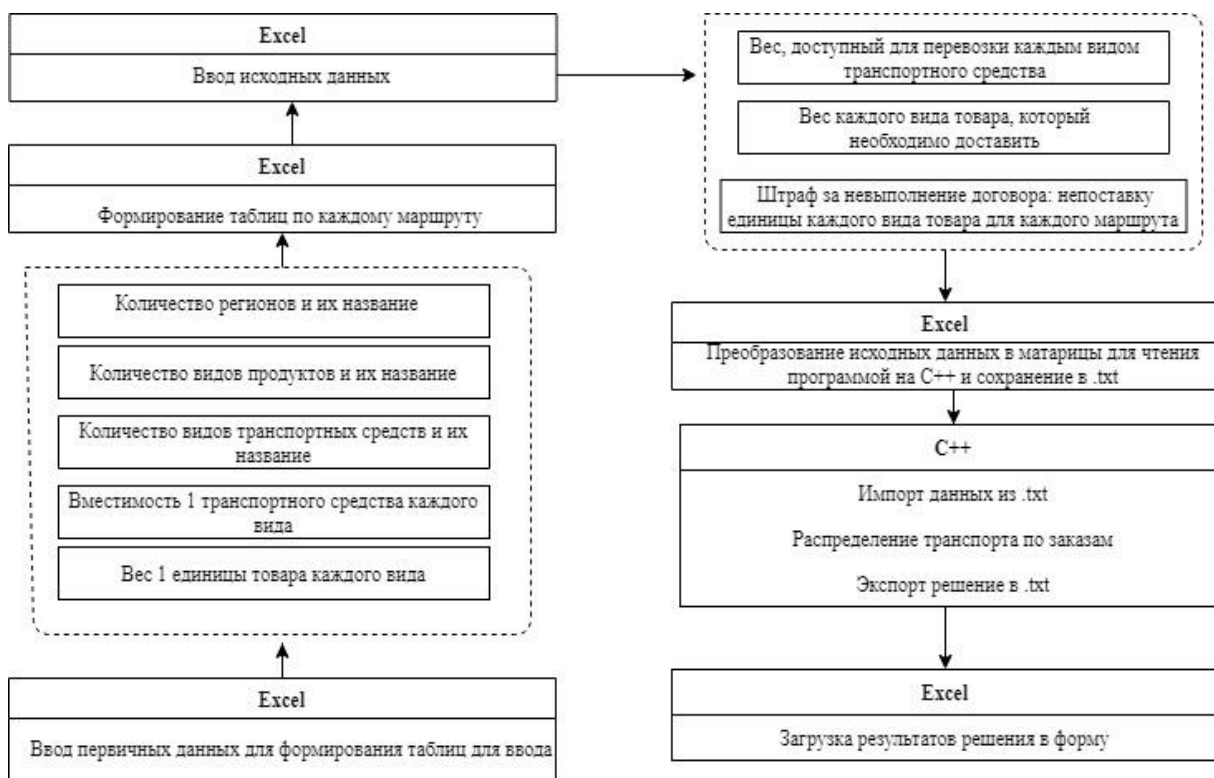 Excel
Ввод исходных данных
Excel
Формирование таблиц по каждому маршруту
Количество регионов и их название
Количество видов продуктов и их название
Количество видов транспортных средств и их
название
Вместимость 1 транспортного средства каждого
вида
Вес 1 единицы товара каждого вида
Excel
Ввод первичных данных для формирования таблиц для ввода
Вес, доступный для перевозки каждым видом
транспортного средства
Вес каждого вида товара, который
необходимо доставить
Штраф за невыполнение договора: непоставку
единицы каждого вида товара для каждого маршрута
Excel
Преобразование исходных данных в матарицы для чтения
программой на C++ и сохранение в .txt
C++
Импорт данных из .txt
Распределение транспорта по заказам
Экспорт решение в .txt
Excel
Загрузка результатов решения в форму